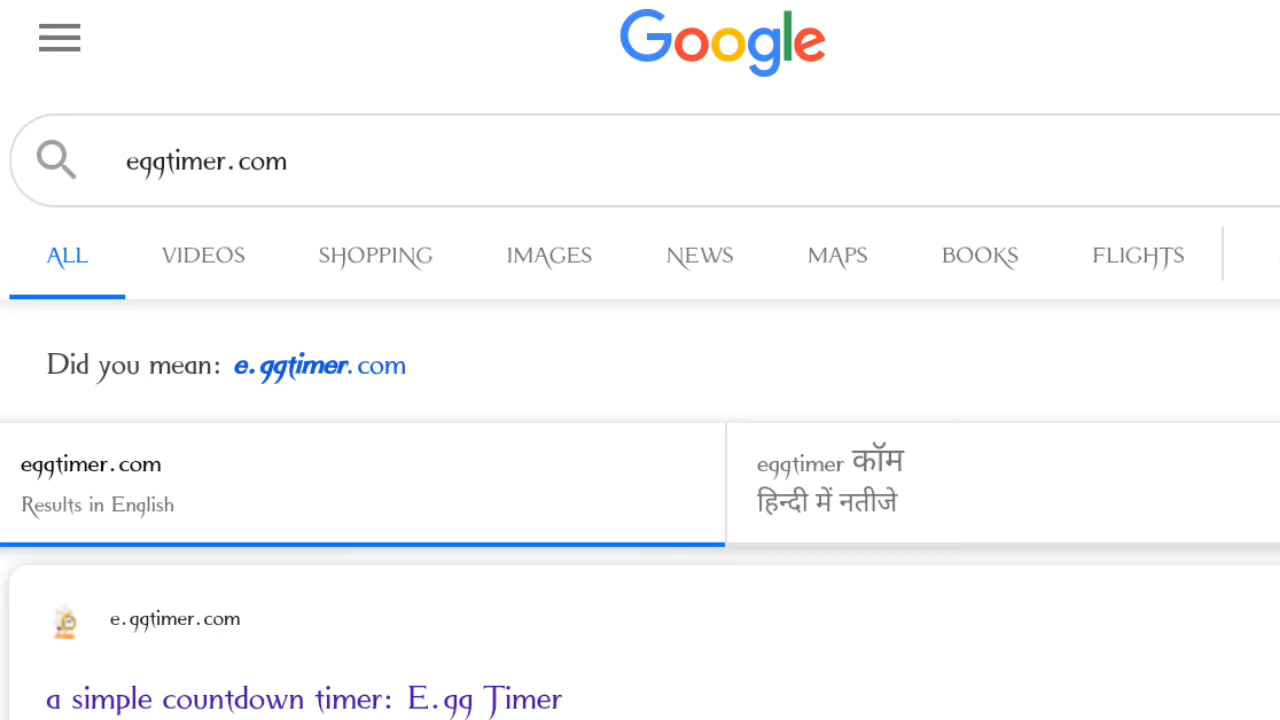 Google
eggtimer.com
ALL VIDEOS SHOPPING IMAGES NEWS MAPS BOOKS FLIGHTS
Did you mean: e.ggtimer.com
eggtimer.com
Results in English
eggtimer कॉम
हिन्दी में नतीजे
e.ggtimer.com
a simple countdown timer: E.gg Timer